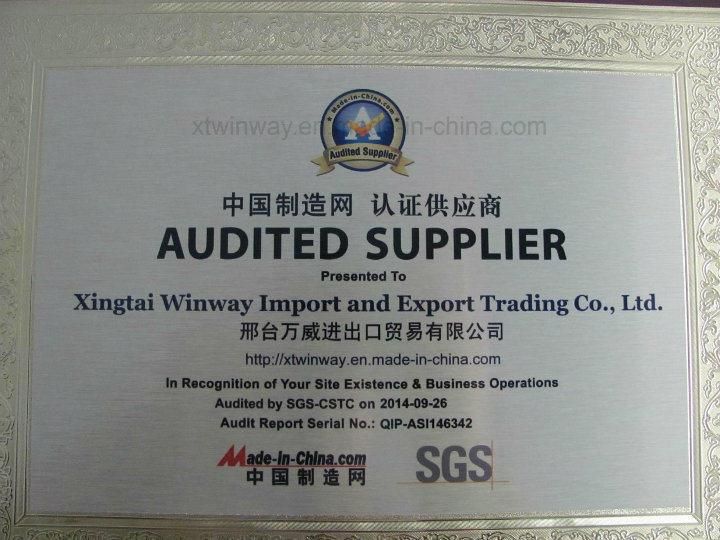 Made-in-China.com
xtwinway.en.made-in-china.com
A
Audited Supplier
中国制造网 认证供应商
AUDITED SUPPLIER
Presented To
Xingtai Winway Import and Export Trading Co., Ltd.
邢台万威进出口贸易有限公司
http://xtwinway.en.made-in-china.com
In Recognition of Your Site Existence & Business Operations
Audited by SGS-CSTC on 2014-09-26
Audit Report Serial No.: QIP-ASI146342
Made-in-China.com
中国制造网
SGS